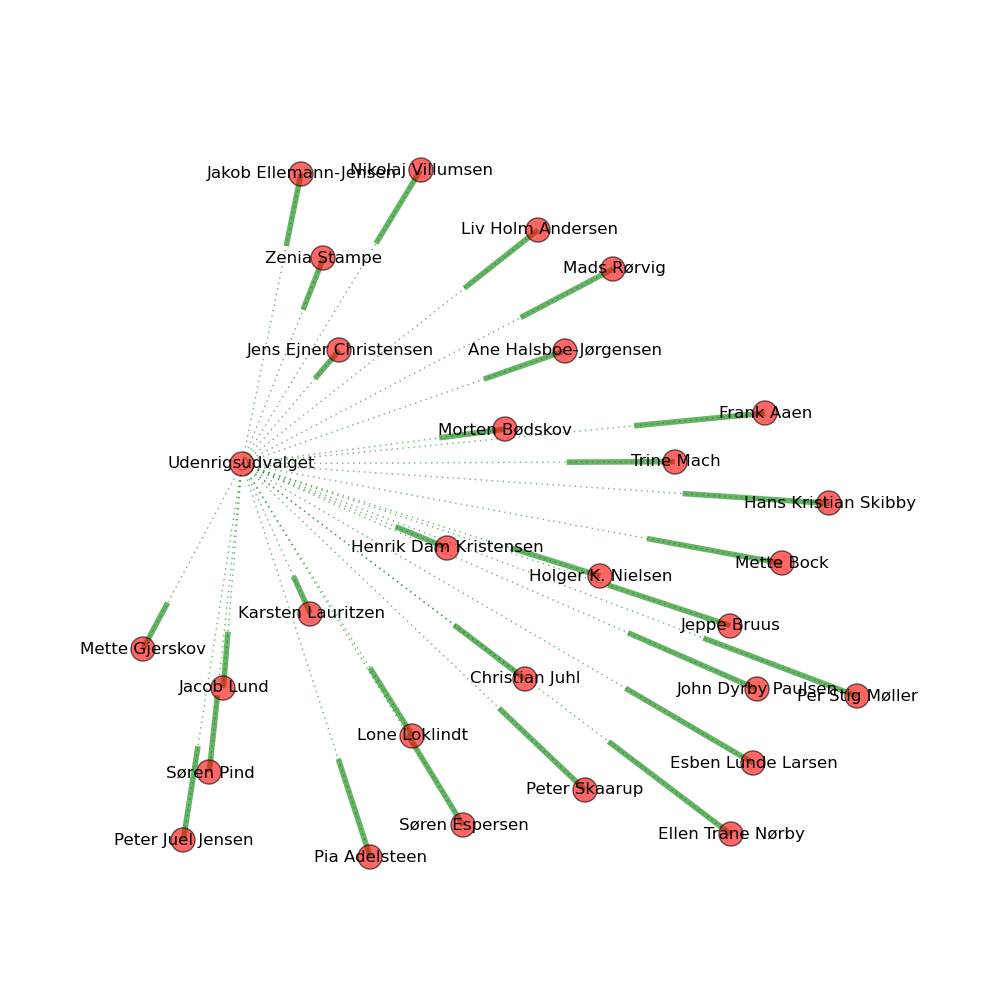 Nikolaj Villumsen
Jakob Ellemann-Jensen
Liv Holm Andersen
Zenia Stampe
Mads Rørvig
Jens Ejner Christensen
Ane Halsboe-Jørgensen
Frank Aaen
Morten Bødskov
Trine Mach
Udenrigsudvalget
Hans Kristian Skibby
Henrik Dam Kristensen
Mette Bock
Holger K. Nielsen
Karsten Lauritzen
Jeppe Bruus
Mette Gjerskov
Christian Juhl
Jacob Lund
John Dyrby Paulsen
Per Stig Møller
Lone Loklindt
Esben Lunde Larsen
Søren Pind
Peter Skaarup
Søren Espersen
Ellen Trane Nørby
Peter Juel Jensen
Pia Adelsteen